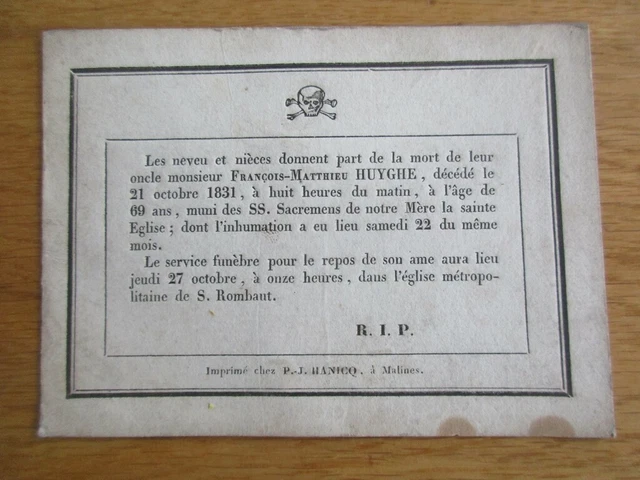 Les neveu et nièces donnent part de la mort de leur
oncle monsieur François-Matthieu HUYGHE, décédé le
21 octobre 1831, à huit heures du matin, à l'âge de
69 ans, muni des SS. Sacremens de notre Mère la sainte
Eglise; dont l'inhumation a eu lieu samedi 22 du même
mois.
Le service funèbre pour le repos de son ame aura lieu
jeudi 27 octobre, à onze heures, dans l'église métropo-
litaine de S. Rombaut.
R. I. P.
Imprimé chez P.-J. HANICQ, à Malines.